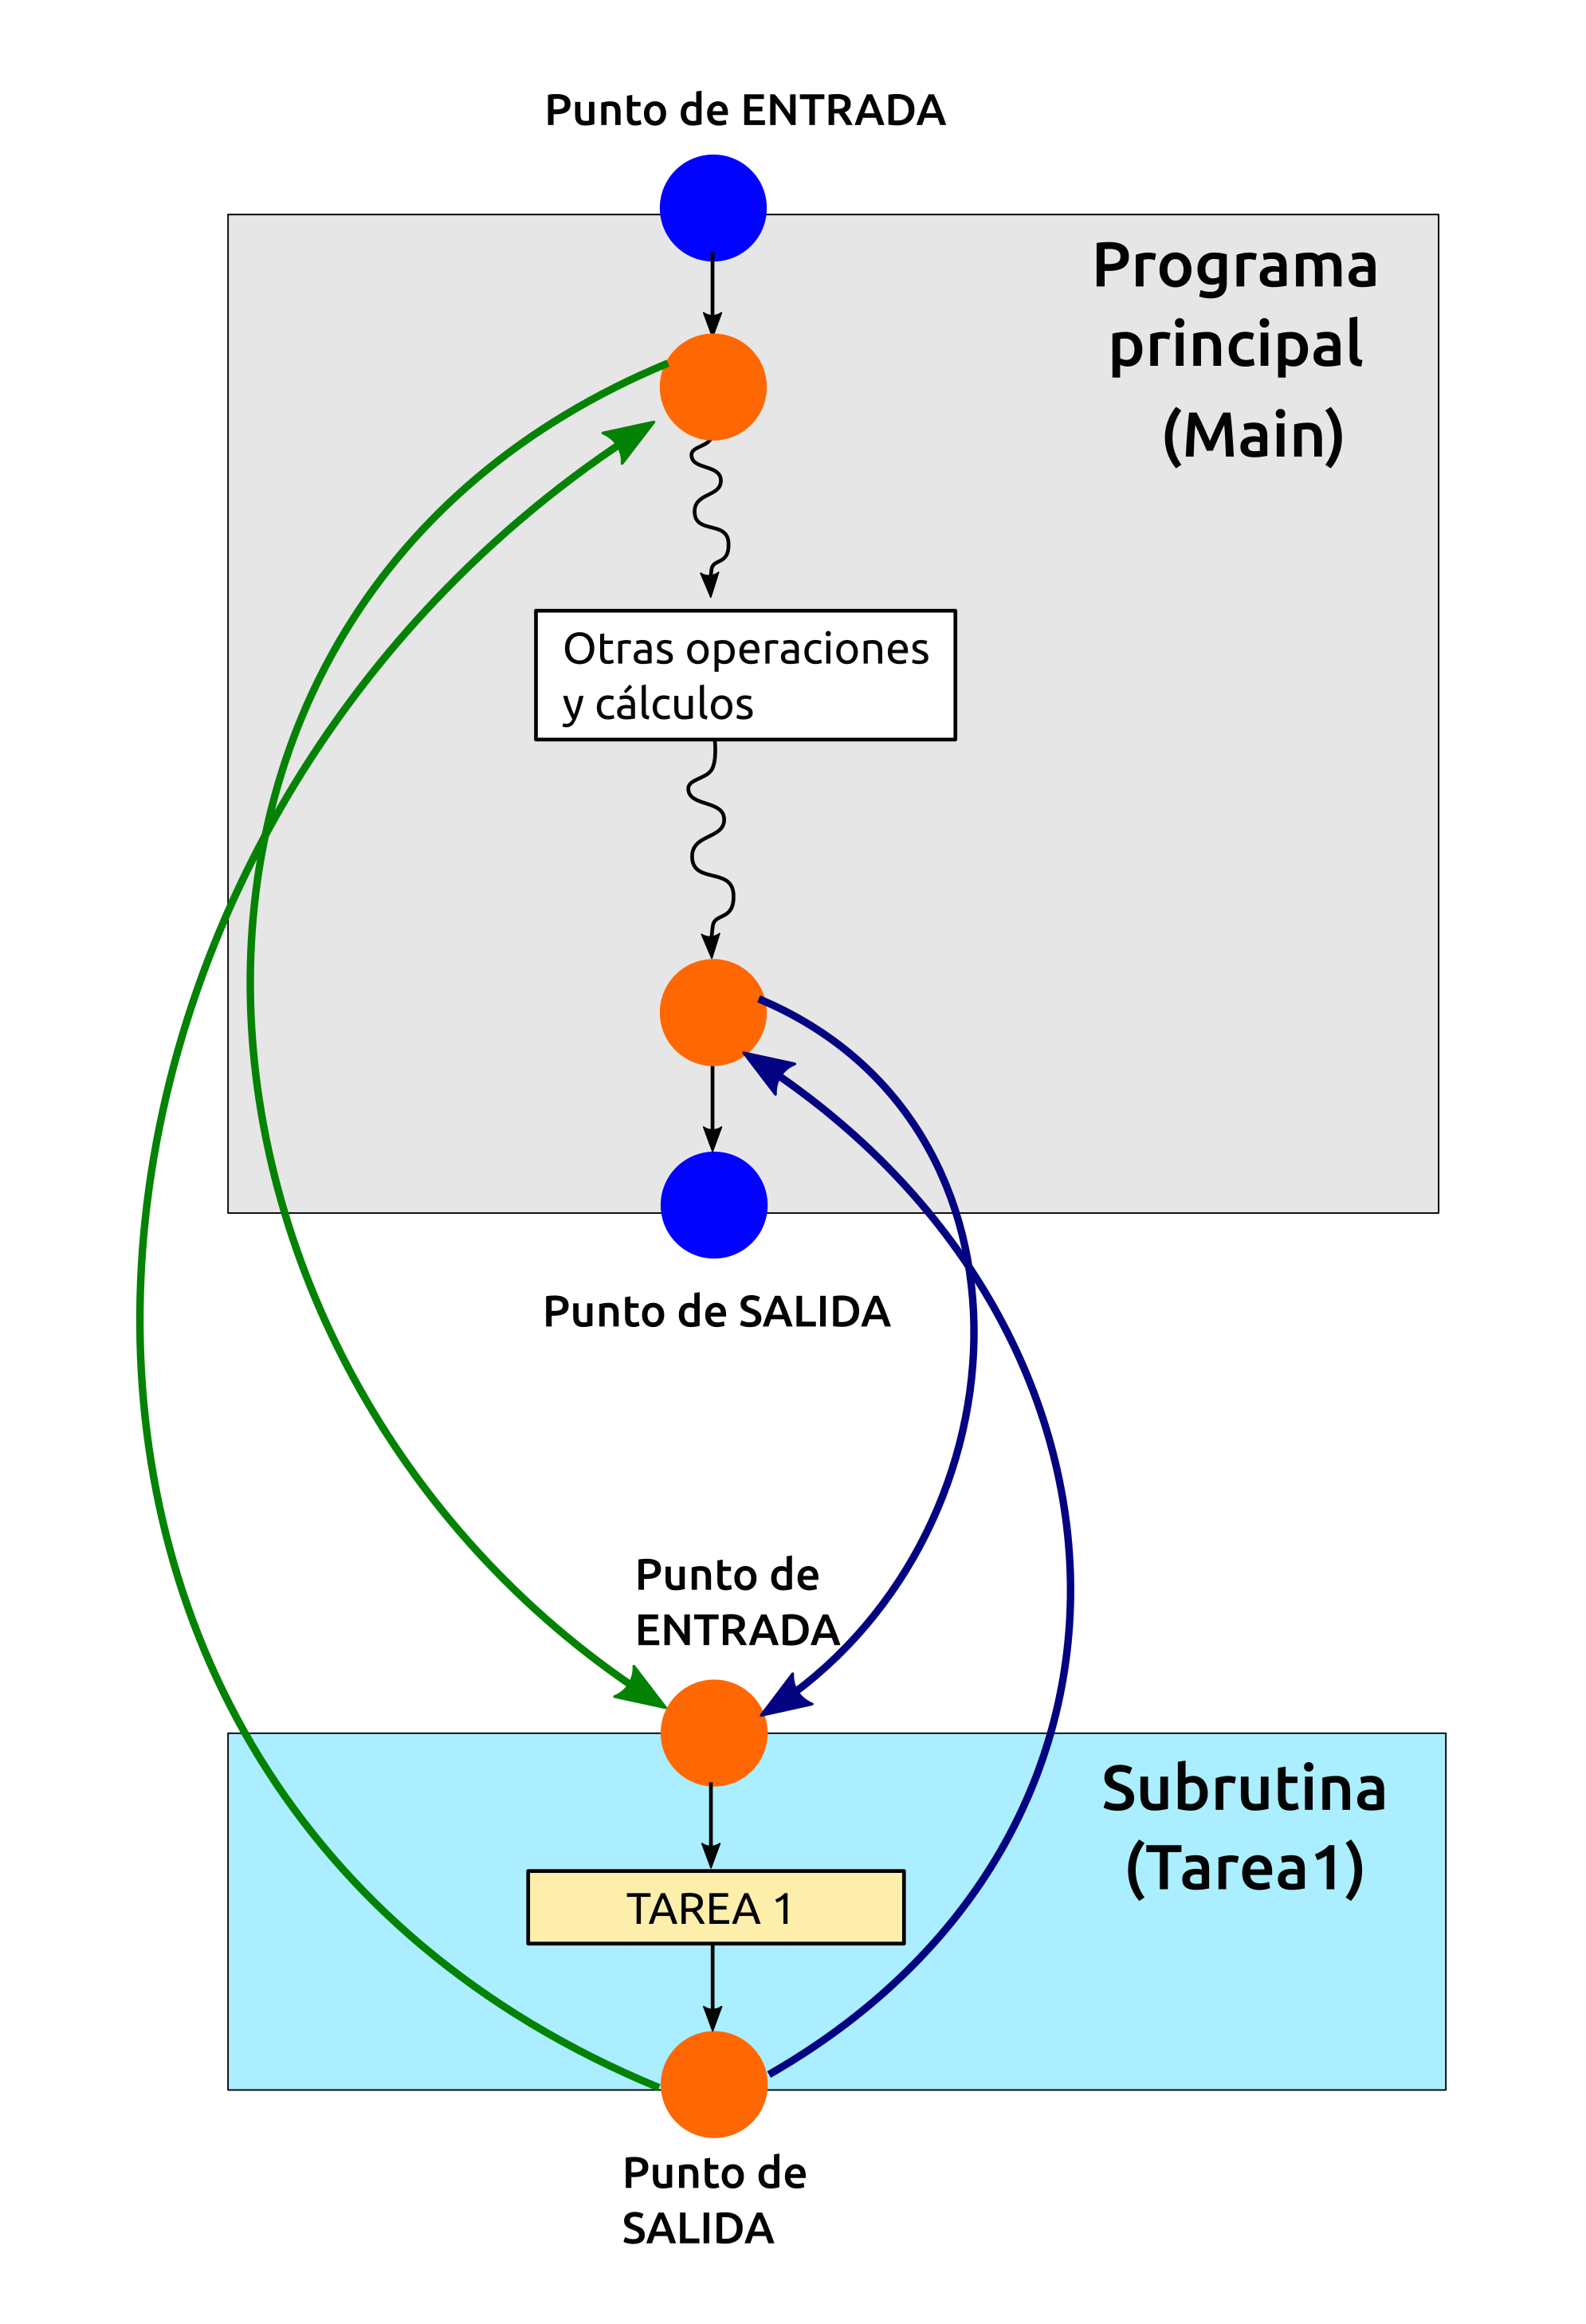 Punto de ENTRADA
Programa
principal
(Main)
Otras operaciones
y cálculos
Punto de SALIDA
Punto de
ENTRADA
Subrutina
(Tarea1)
TAREA 1
Punto de
SALIDA